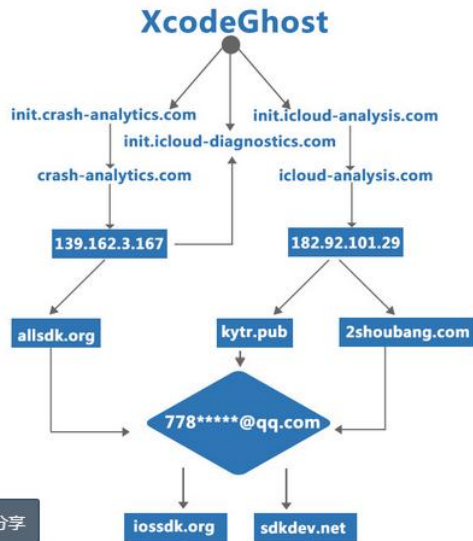 XcodeGhost
init.crash-analytics.com
init.icloud-analysis.com
init.icloud-diagnostics.com
crash-analytics.com
icloud-analysis.com
139.162.3.167
182.92.101.29
allsdk.org
kytr.pub
2shoubang.com
778*****@qq.com
分享
iossdk.org
sdkdev.net